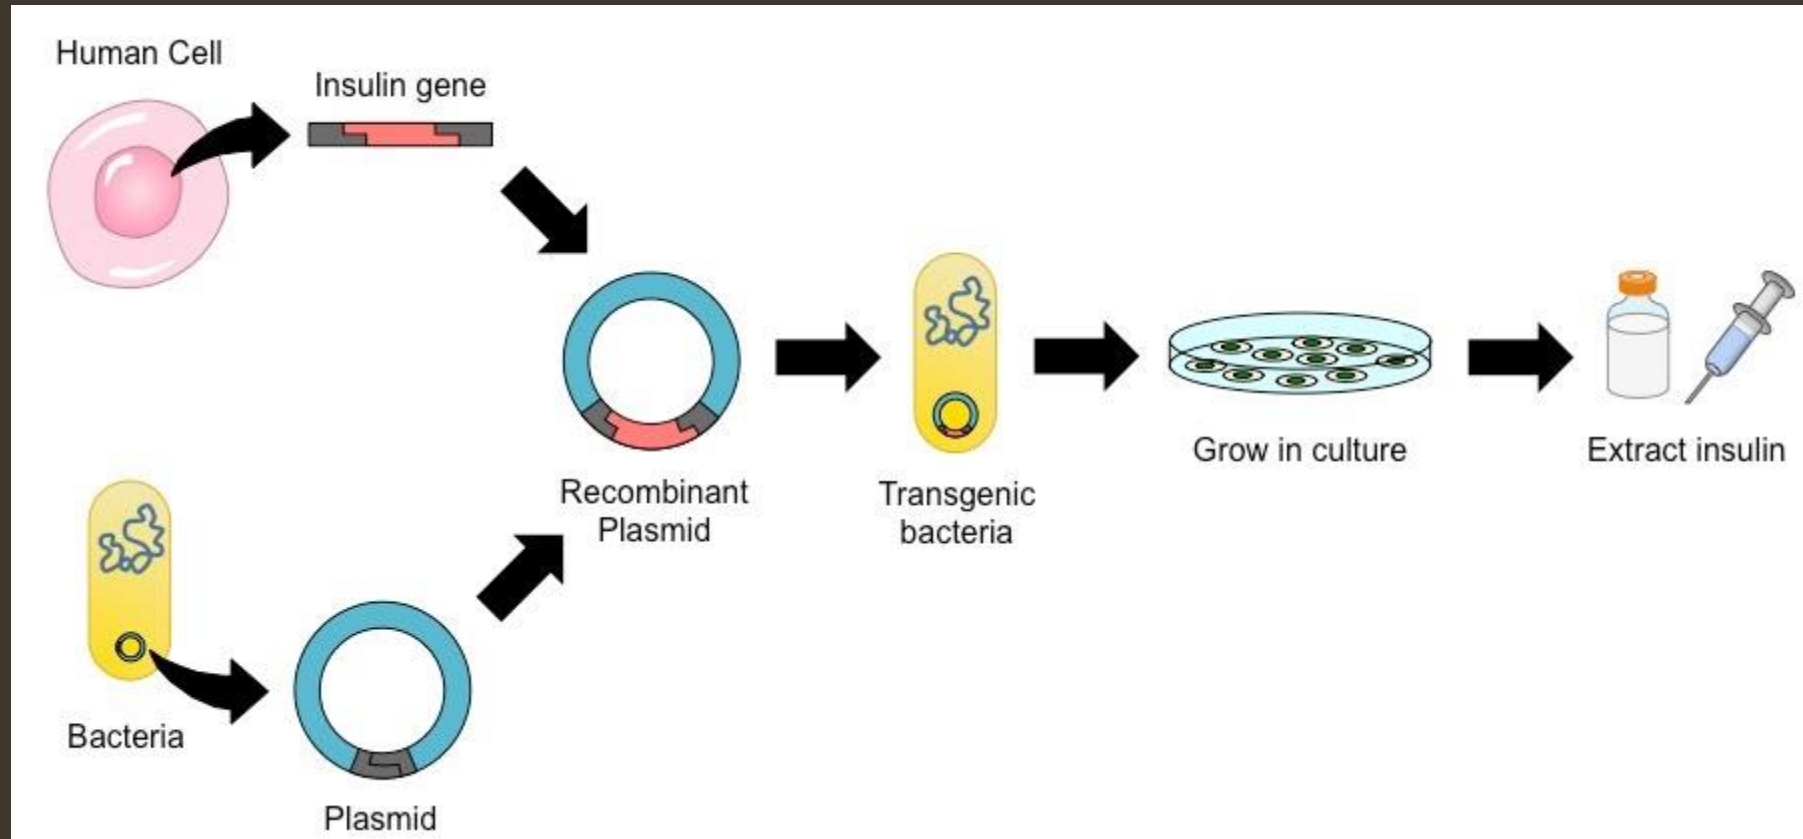 Human Cell
Insulin gene
Recombinant
Plasmid
Transgenic
bacteria
Grow in culture
Extract insulin
Bacteria
Plasmid